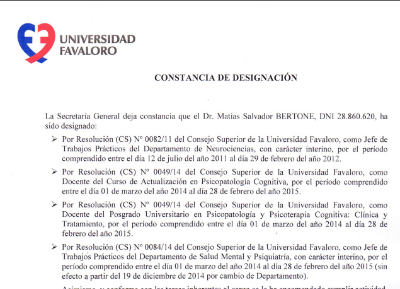 UNIVERSIDAD
FAVALORO
CONSTANCIA DE DESIGNACIÓN
La Secretaría General deja constancia que el Dr. Matías Salvador BERTONE, DNI 28.860.620, ha
sido designado:
➢ Por Resolución (CS) Nº 0082/11 del Consejo Superior de la Universidad Favaloro, como Jefe de
Trabajos Prácticos del Departamento de Neurociencias, con carácter interino, por el período
comprendido entre el día 12 de julio del año 2011 al día 29 de febrero del año 2012.
➢ Por Resolución (CS) Nº 0049/14 del Consejo Superior de la Universidad Favaloro, como
Docente del Curso de Actualización en Psicopatología Cognitiva, por el período comprendido
entre el día 01 de marzo del año 2014 al día 28 de febrero del año 2015.
➢ Por Resolución (CS) Nº 0049/14 del Consejo Superior de la Universidad Favaloro, como
Docente del Posgrado Universitario en Psicopatología y Psicoterapia Cognitiva: Clínica y
Tratamiento, por el período comprendido entre el día 01 de marzo del año 2014 al día 28 de
febrero del año 2015.
➢ Por Resolución (CS) Nº 0084/14 del Consejo Superior de la Universidad Favaloro, como Jefe de
Trabajos Prácticos del Departamento de Salud Mental y Psiquiatría, con carácter interino, por el
período comprendido entre el día 01 de marzo del 2014 al día 28 de febrero del año 2015 (sin
efecto a partir del 19 de diciembre de 2014 por cambio de Departamento).